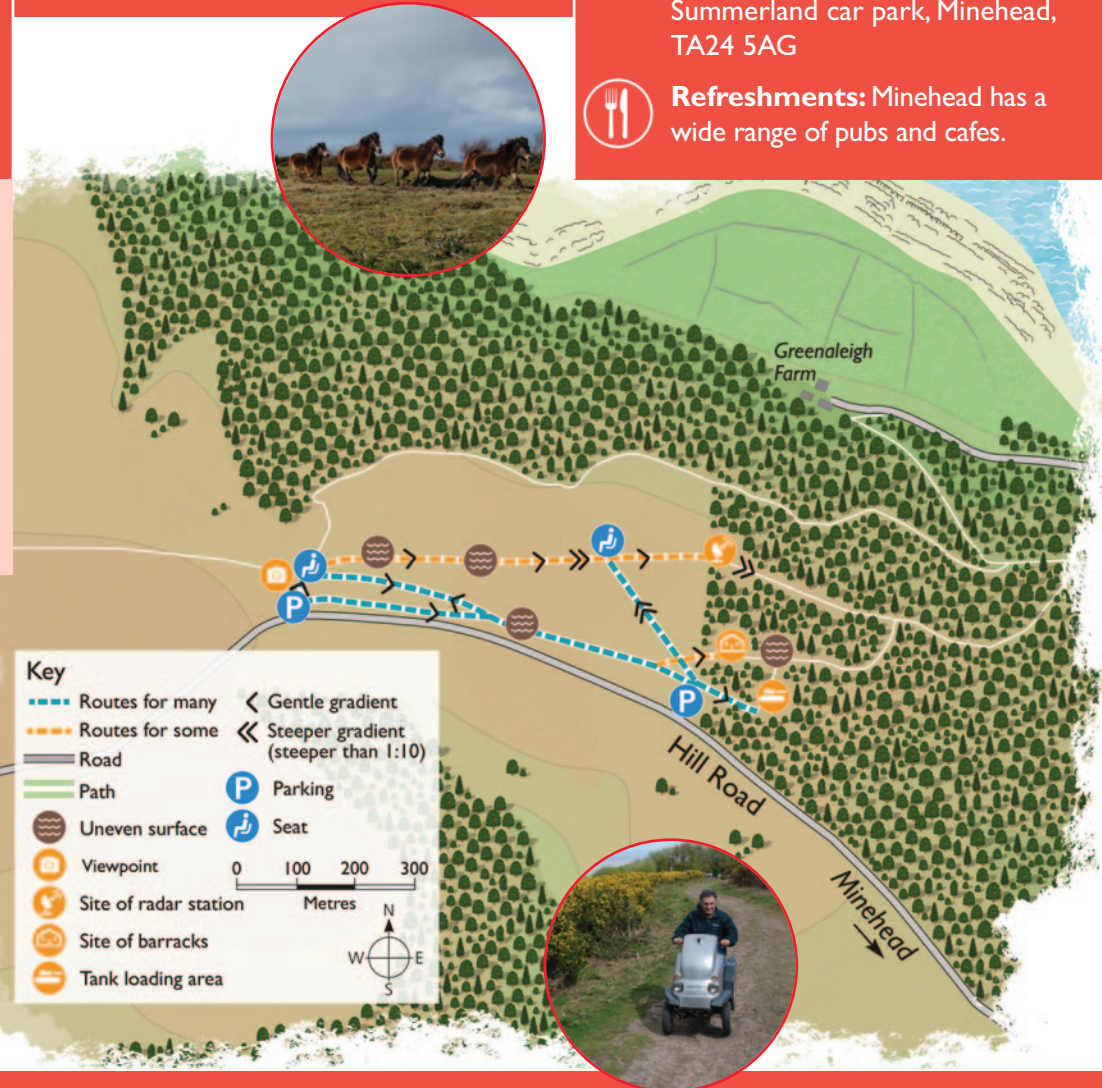 Summerland car park, Minehead,
TA24 5AG
Refreshments: Minehead has a
wide range of pubs and cafes.
Greenaleigh
Farm
P
P
Hill Road
Minehead
Key
Routes for many
Routes for some
Road
Path
Uneven surface
Viewpoint
Site of radar station
Site of barracks
Tank loading area
Gentle gradient
Steeper gradient
(steeper than 1:10)
P Parking
Seat
0 100 200 300
Metres
N
W E
S